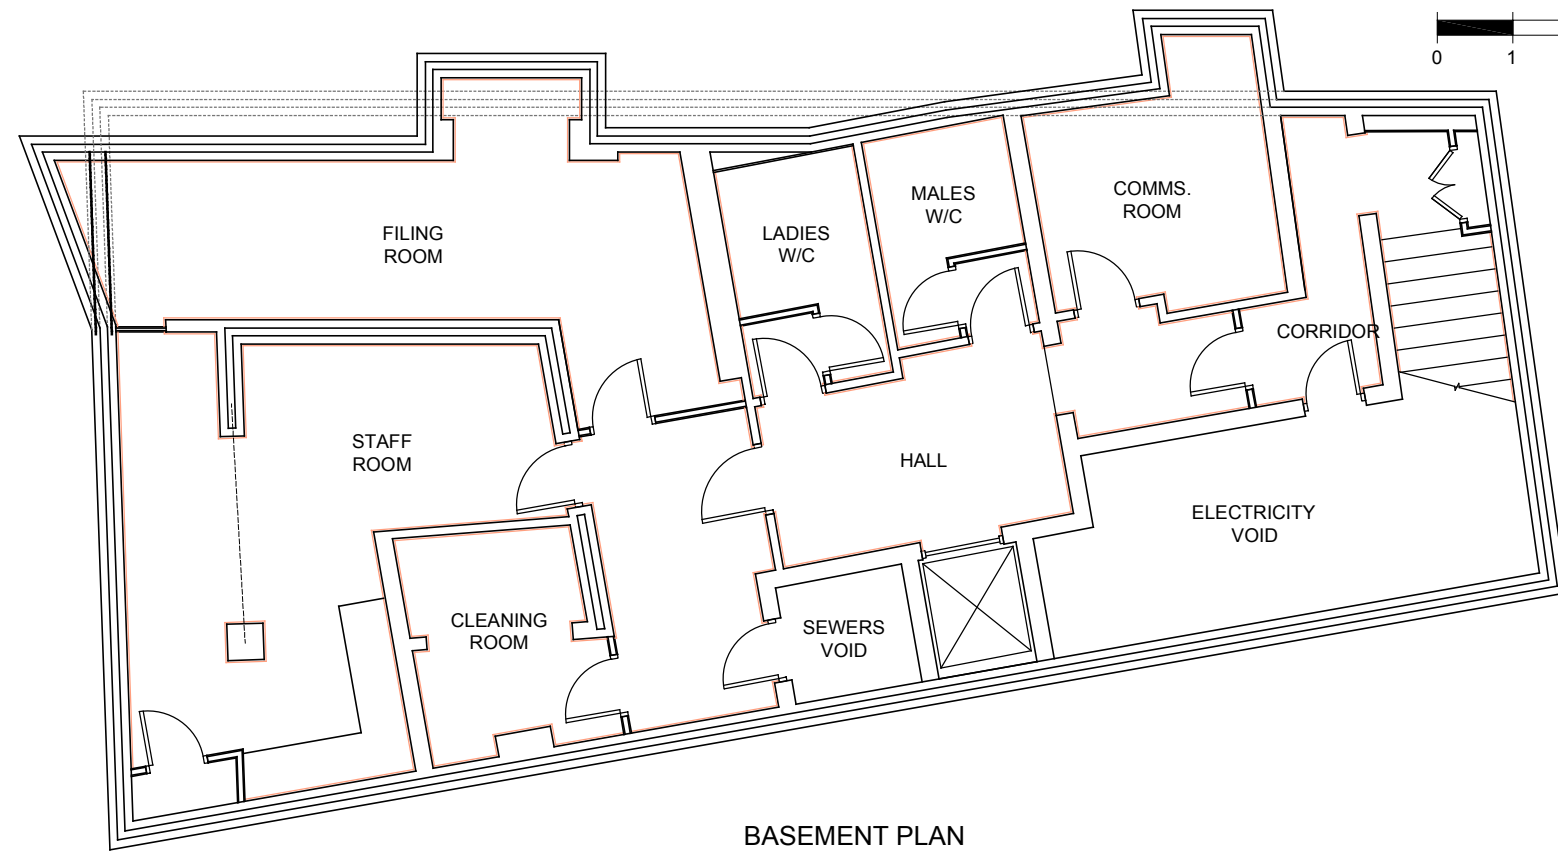 0 1
FILING
ROOM
LADIES
W/C
MALES
W/C
COMMS.
ROOM
CORRIDOR
STAFF
ROOM
HALL
ELECTRICITY
VOID
CLEANING
ROOM
SEWERS
VOID
BASEMENT PLAN